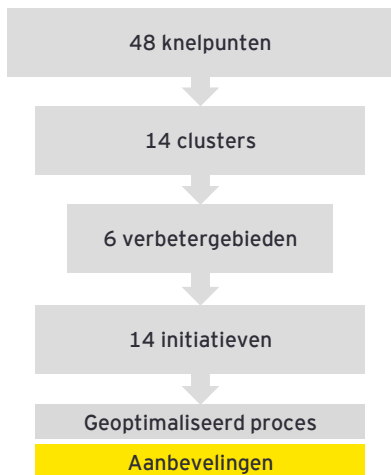 48 knelpunten
14 clusters
6 verbetergebieden
14 initiatieven
Geoptimaliseerd proces
Aanbevelingen